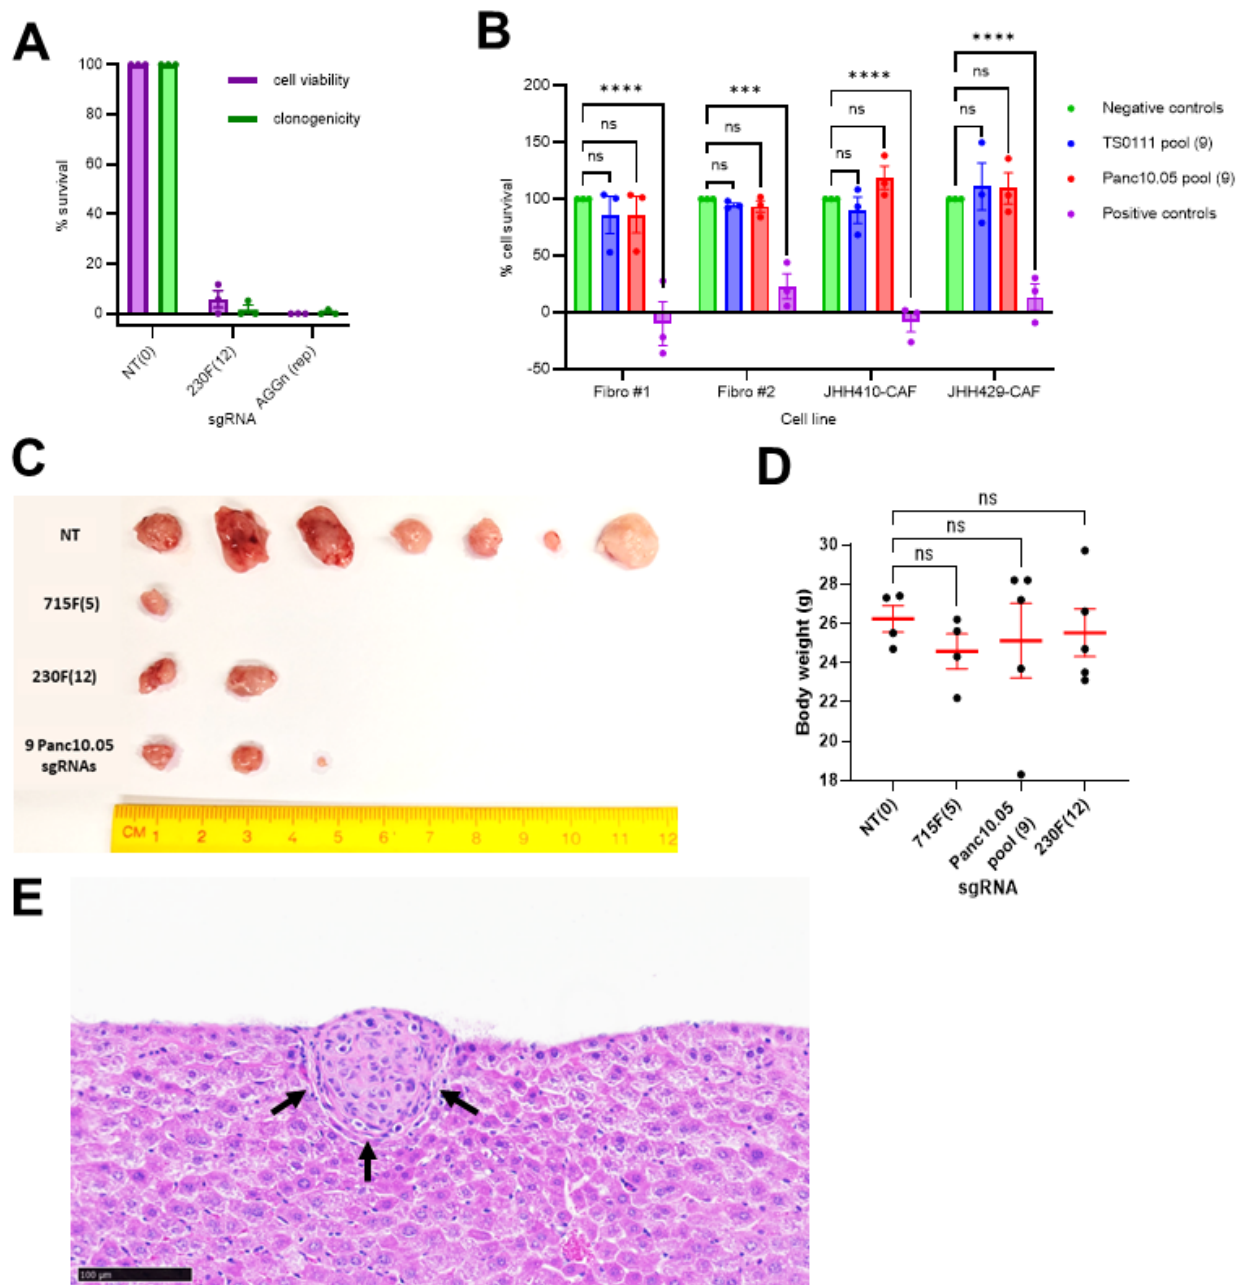 A
100
80
60
40
20
0
% survival
cell viability
clonogenicity
NT(0)
230F(12)
AGGn (rep)
sgRNA
B
200
150
100
50
0
-50
% cell survival
**** *** **** ****
ns ns ns ns
ns ns ns ns
Fibro #1 Fibro #2 JHH410-CAF JHH429-CAF
Cell line
Negative controls
TS0111 pool (9)
Panc10.05 pool (9)
Positive controls
C
NT
715F(5)
230F(12)
9 Panc10.05
sgRNAs
CM 1 2 3 4 5 6 7 8 9 10 11 12
D
ns
ns
ns
30
28
26
24
22
20
18
Body weight (g)
NT(0)
715F(5)
Panc10.05
pool (9)
230F(12)
sgRNA
E
100 µm